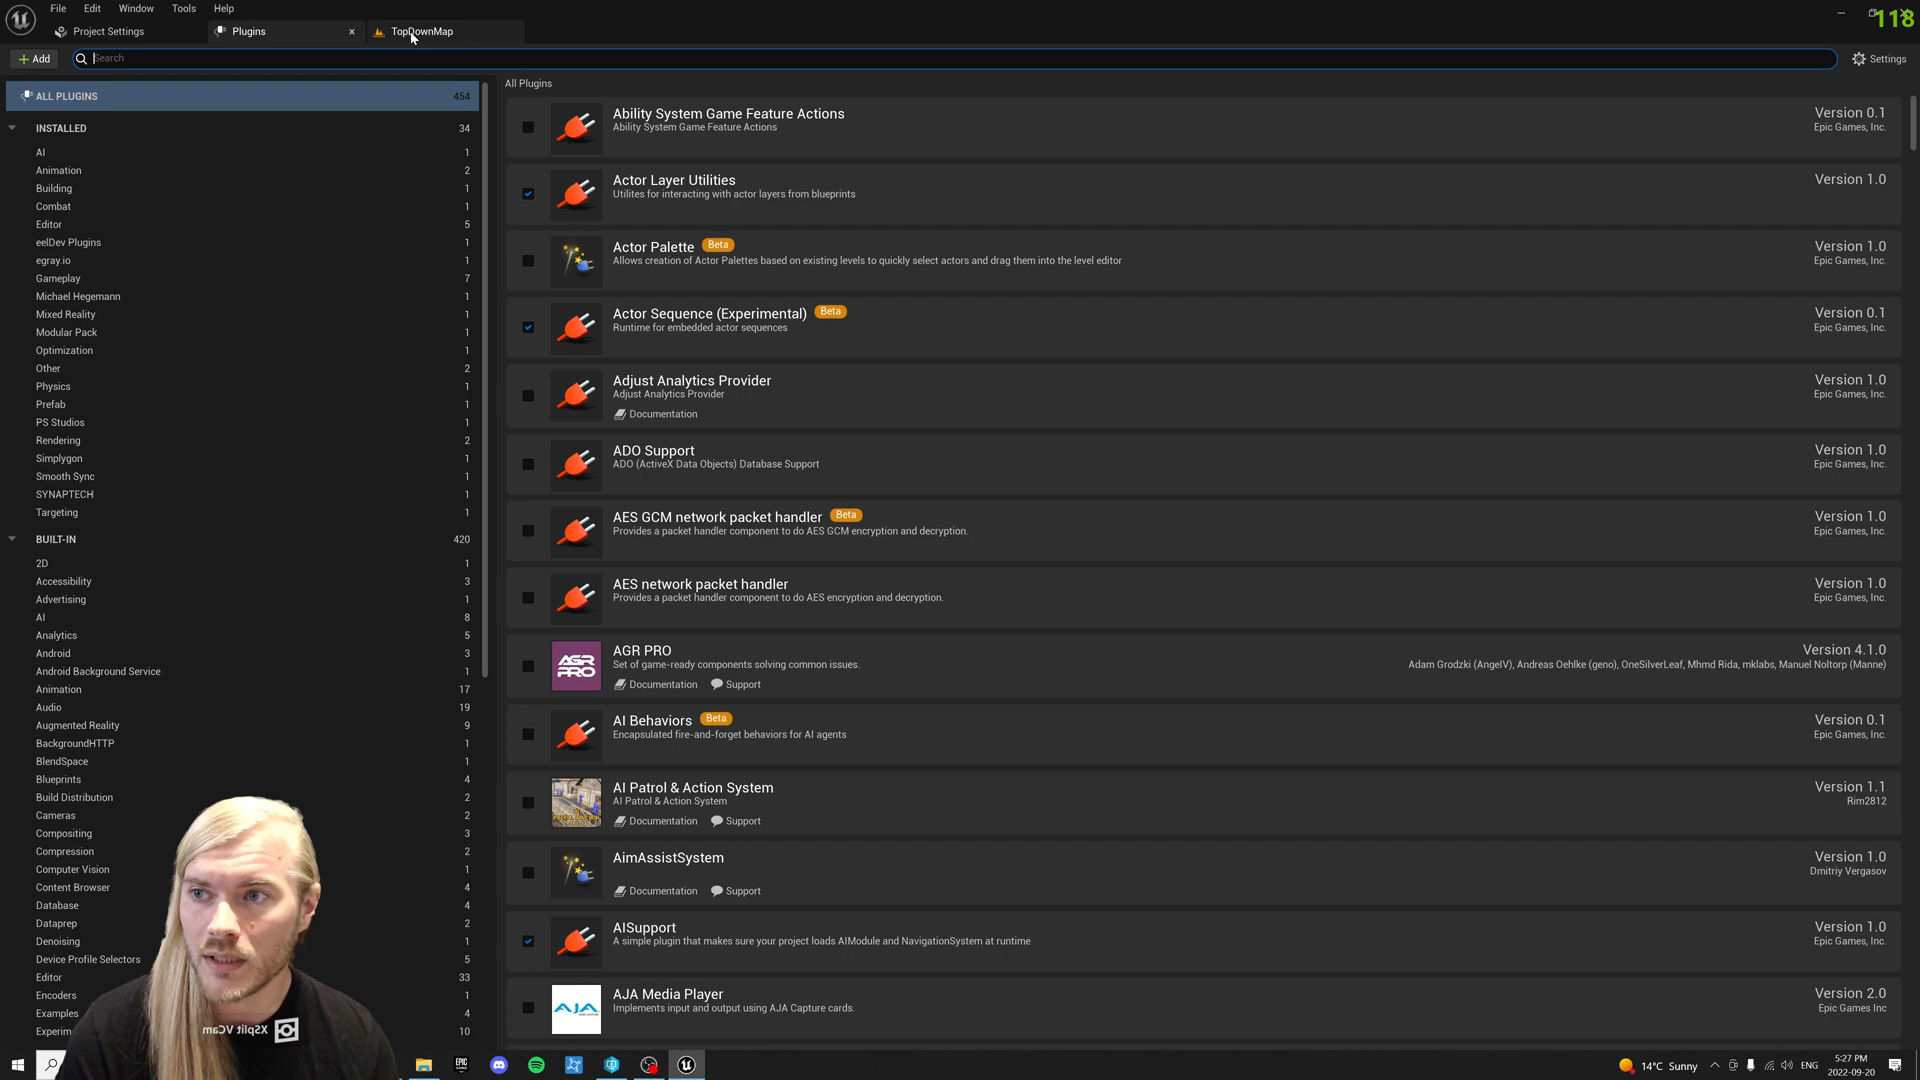 File Edit Window Tools Help
118
Project Settings Plugins TopDownMap
Add Search Settings
ALL PLUGINS 454
INSTALLED 34
AI 1
Animation 2
Building 1
Combat 1
Editor 5
eelDev Plugins 1
egray.io 1
Gameplay 7
Michael Hegemann 1
Mixed Reality 1
Modular Pack 1
Optimization 1
Other 2
Physics 1
Prefab 1
PS Studios 1
Rendering 2
Simplygon 1
Smooth Sync 1
SYNAPTECH 1
Targeting 1
BUILT-IN 420
2D 1
Accessibility 3
Advertising 1
AI 8
Analytics 5
Android 3
Android Background Service 1
Animation 17
Audio 19
Augmented Reality 9
BackgroundHTTP 1
BlendSpace 1
Blueprints 4
Build Distribution 2
Cameras 2
Compositing 3
Compression 2
Computer Vision 1
Content Browser 4
Database 4
Dataprep 2
Denoising 1
Device Profile Selectors 5
Editor 33
Encoders 1
Examples 4
Experim 10
All Plugins
Ability System Game Feature Actions Version 0.1
Ability System Game Feature Actions Epic Games, Inc.
Actor Layer Utilities Version 1.0
Utilites for interacting with actor layers from blueprints
Actor Palette Beta Version 1.0
Allows creation of Actor Palettes based on existing levels to quickly select actors and drag them into the level editor Epic Games, Inc.
Actor Sequence (Experimental) Beta Version 0.1
Runtime for embedded actor sequences Epic Games, Inc.
Adjust Analytics Provider Version 1.0
Adjust Analytics Provider Epic Games, Inc.
Documentation
ADO Support Version 1.0
ADO (ActiveX Data Objects) Database Support Epic Games, Inc.
AES GCM network packet handler Beta Version 1.0
Provides a packet handler component to do AES GCM encryption and decryption. Epic Games, Inc.
AES network packet handler Version 1.0
Provides a packet handler component to do AES encryption and decryption. Epic Games, Inc.
AGR PRO
AGR PRO Version 4.1.0
Set of game-ready components solving common issues. Adam Grodzki (AngelV), Andreas Oehlke (geno), OneSilverLeaf, Mhmd Rida, mklabs, Manuel Noltorp (Manne)
Documentation Support
AI Behaviors Beta Version 0.1
Encapsulated fire-and-forget behaviors for AI agents Epic Games, Inc.
AI Patrol & Action System Version 1.1
AI Patrol & Action System Rim2812
Documentation Support
AimAssistSystem Version 1.0
Dmitriy Vergasov
Documentation Support
AISupport Version 1.0
A simple plugin that makes sure your project loads AIModule and NavigationSystem at runtime Epic Games, Inc.
AJA
AJA Media Player Version 2.0
Implements input and output using AJA Capture cards. Epic Games Inc
XSplit VCam
EPIC GAMES
14°C Sunny ENG 5:27 PM
2022-09-20